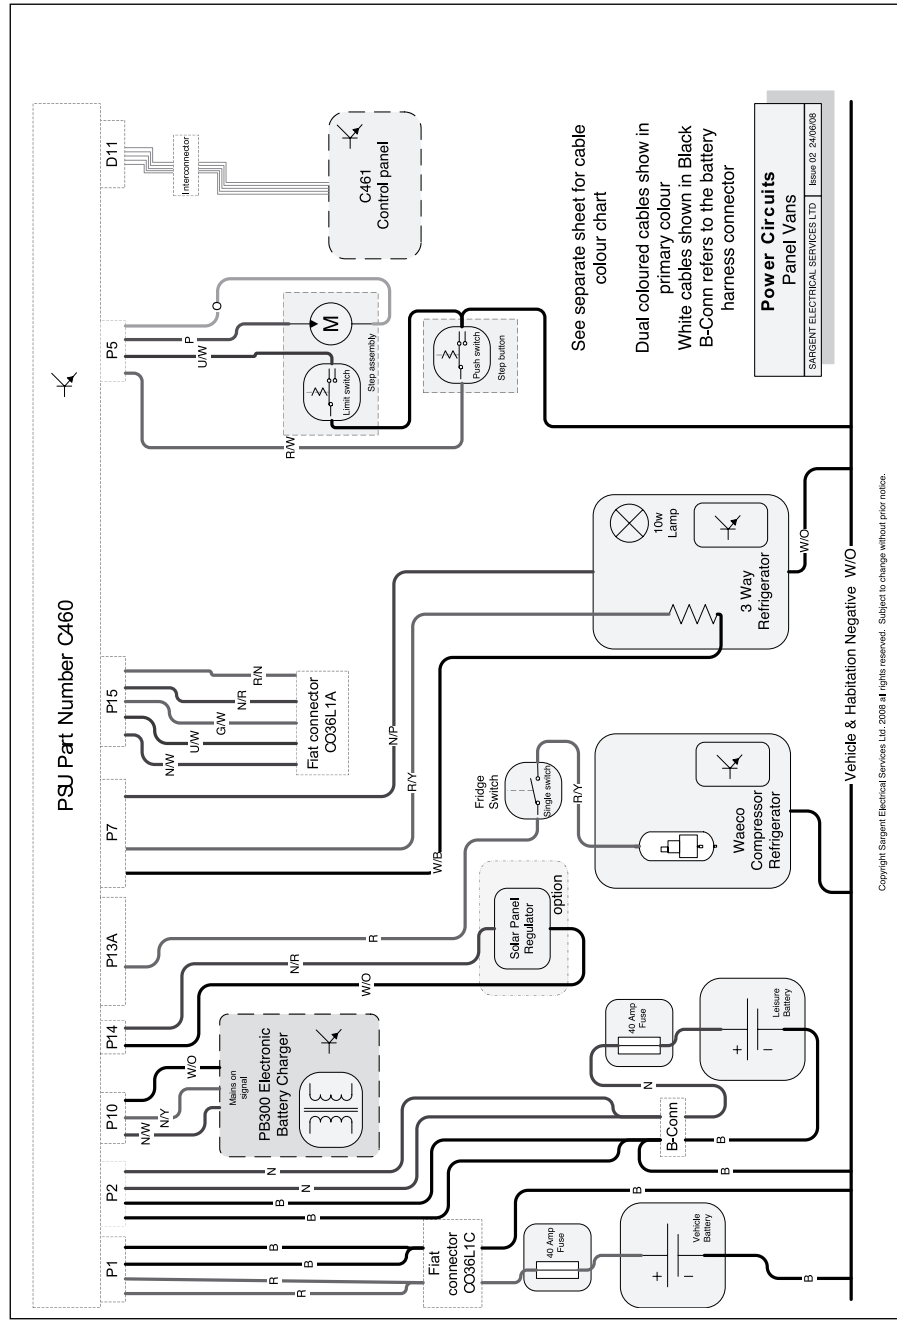 PSU Part Number C460
P1
P2
P10
P14
P13A
P7
P15
P5
D11
R
R
B
B
B
B
N
N
N/W
N/Y
W/O
W/O
N/R
R
W/B
R/Y
N/P
N/W
U/W
G/W
N/R
R/N
R/W
U/W
P
O
Interconnector
C461
Control panel
Fiat connector
CO36L1A
Step assembly
Limit switch
M
Push switch
Step button
Mains on
signal
PB300 Electronic
Battery Charger
Solar Panel
Regulator
option
Fridge
Switch
Single switch
R/Y
Fiat
connector
CO36L1C
B-Conn
N
B
B
B
B
40 Amp
Fuse
Vehicle
Battery
+
−
40 Amp
Fuse
Leisure
Battery
+
−
Waeco
Compressor
Refrigerator
10w
Lamp
3 Way
Refrigerator
W/O
Vehicle & Habitation Negative W/O
See separate sheet for cable
colour chart
Dual coloured cables show in
primary colour
White cables shown in Black
B-Conn refers to the battery
harness connector
Power Circuits
Panel Vans
SARGENT ELECTRICAL SERVICES LTD
Issue 02 24/06/08
Copyright Sargent Electrical Services Ltd. 2008 all rights reserved. Subject to change without prior notice.